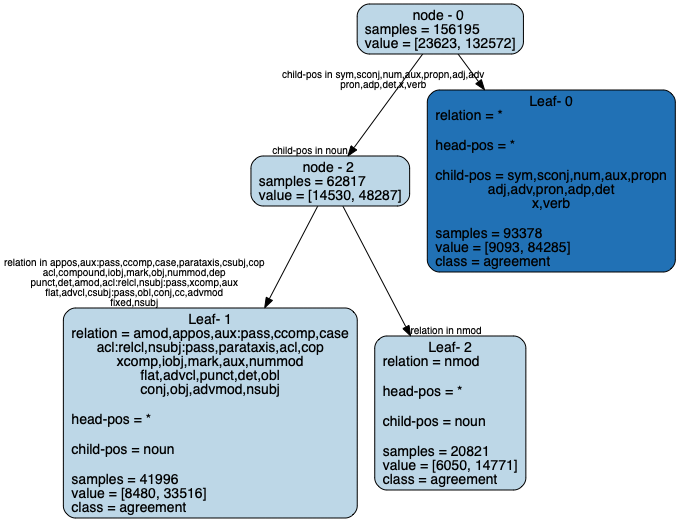 node - 0
samples = 156195
value = [23623, 132572]
child-pos in sym,sconj,num,aux,propn,adj,adv
pron,adp,det,x,verb
Leaf- 0
relation = *
head-pos = *
child-pos = sym,sconj,num,aux,propn
adj,adv,pron,adp,det
x,verb
samples = 93378
value = [9093, 84285]
class = agreement
child-pos in noun
node - 2
samples = 62817
value = [14530, 48287]
relation in appos,aux:pass,ccomp,case,parataxis,csubj,cop
acl,compound,iobj,mark,obj,nummod,dep
punct,det,amod,acl:relcl,nsubj:pass,xcomp,aux
flat,advcl,csubj:pass,obl,conj,cc,advmod
fixed,nsubj
Leaf- 1
relation = amod,appos,aux:pass,ccomp,case
acl:relcl,nsubj:pass,parataxis,acl,cop
xcomp,iobj,mark,aux,nummod
flat,advcl,punct,det,obl
conj,obj,advmod,nsubj
head-pos = *
child-pos = noun
samples = 41996
value = [8480, 33516]
class = agreement
relation in nmod
Leaf- 2
relation = nmod
head-pos = *
child-pos = noun
samples = 20821
value = [6050, 14771]
class = agreement